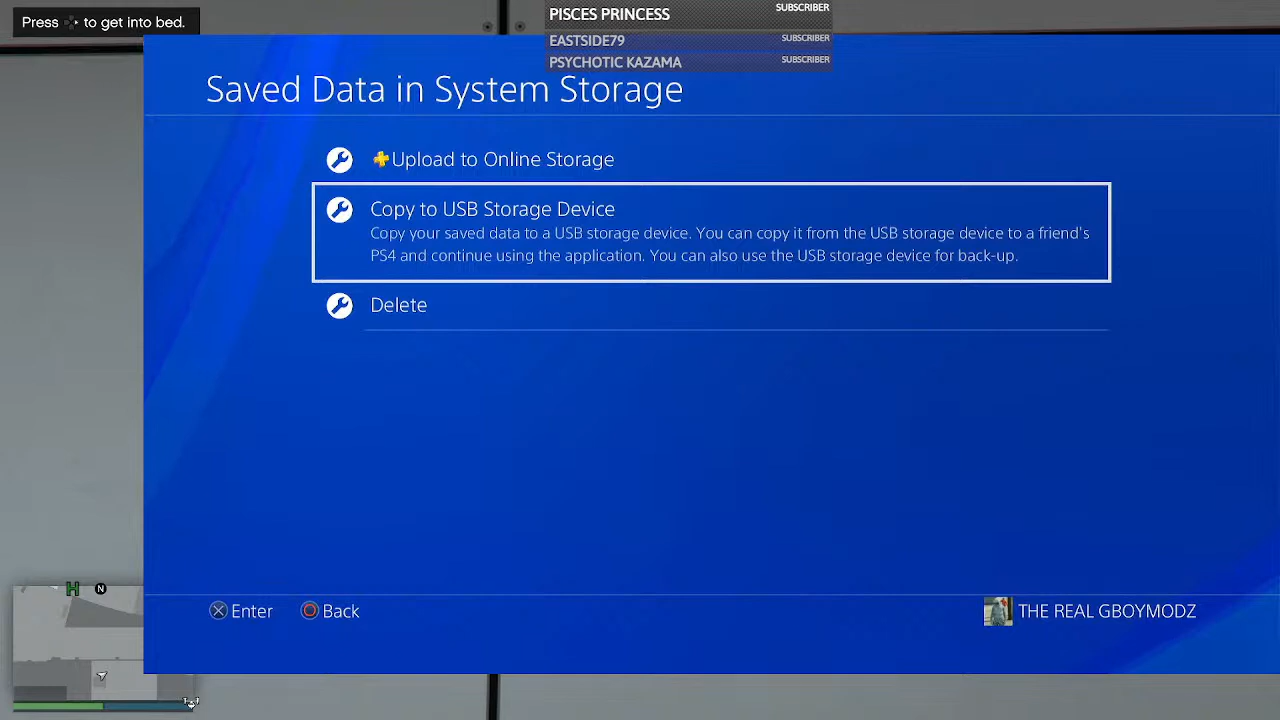 Press to get into bed.
PISCES PRINCESS SUBSCRIBER
EASTSIDE79 SUBSCRIBER
PSYCHOTIC KAZAMA SUBSCRIBER
Saved Data in System Storage
Upload to Online Storage
Copy to USB Storage Device
Copy your saved data to a USB storage device. You can copy it from the USB storage device to a friend's
PS4 and continue using the application. You can also use the USB storage device for back-up.
Delete
H N
Enter Back
THE REAL GBOYMODZ